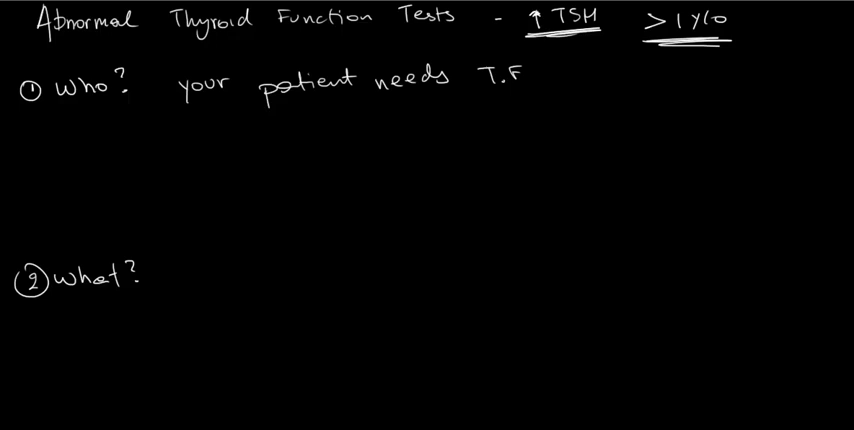 Abnormal Thyroid Function Tests - ↑ TSH > 1 y/o
① Who? your patient needs T.F
② What?